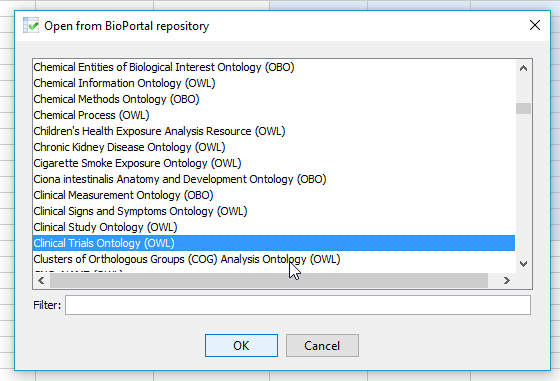 Open from BioPortal repository
Chemical Entities of Biological Interest Ontology (OBO)
Chemical Information Ontology (OWL)
Chemical Methods Ontology (OBO)
Chemical Process (OWL)
Children's Health Exposure Analysis Resource (OWL)
Chronic Kidney Disease Ontology (OWL)
Cigarette Smoke Exposure Ontology (OWL)
Ciona intestinalis Anatomy and Development Ontology (OBO)
Clinical Measurement Ontology (OBO)
Clinical Signs and Symptoms Ontology (OWL)
Clinical Study Ontology (OWL)
Clinical Trials Ontology (OWL)
Clusters of Orthologous Groups (COG) Analysis Ontology (OWL)
Filter:
OK Cancel